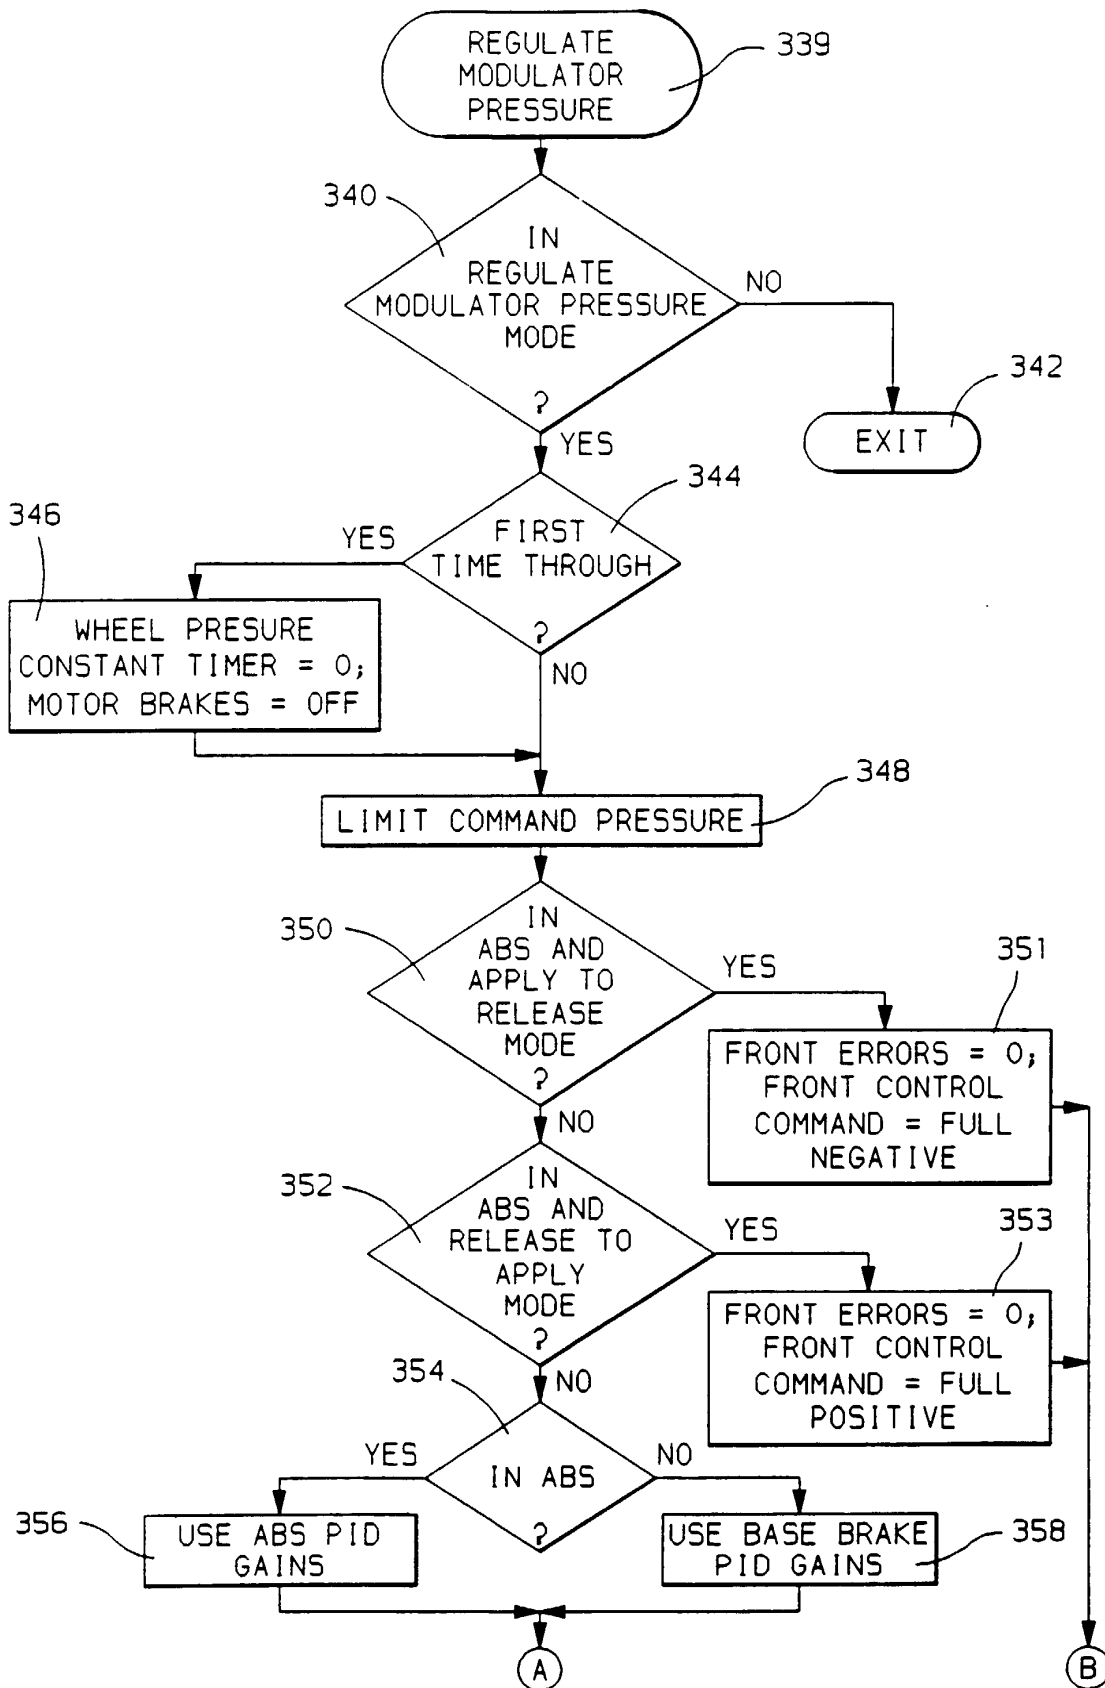 REGULATE
MODULATOR
PRESSURE
339
340
IN
REGULATE
MODULATOR PRESSURE
MODE
?
NO
342
EXIT
YES
344
346
YES
FIRST
TIME THROUGH
?
WHEEL PRESURE
CONSTANT TIMER = 0;
MOTOR BRAKES = OFF
NO
348
LIMIT COMMAND PRESSURE
350
IN
ABS AND
APPLY TO
RELEASE
MODE
?
YES
351
FRONT ERRORS = 0;
FRONT CONTROL
COMMAND = FULL
NEGATIVE
NO
352
IN
ABS AND
RELEASE TO
APPLY
MODE
?
YES
353
FRONT ERRORS = 0;
FRONT CONTROL
COMMAND = FULL
POSITIVE
NO
354
YES
IN ABS
?
NO
356
USE ABS PID
GAINS
USE BASE BRAKE
PID GAINS
358
A
B